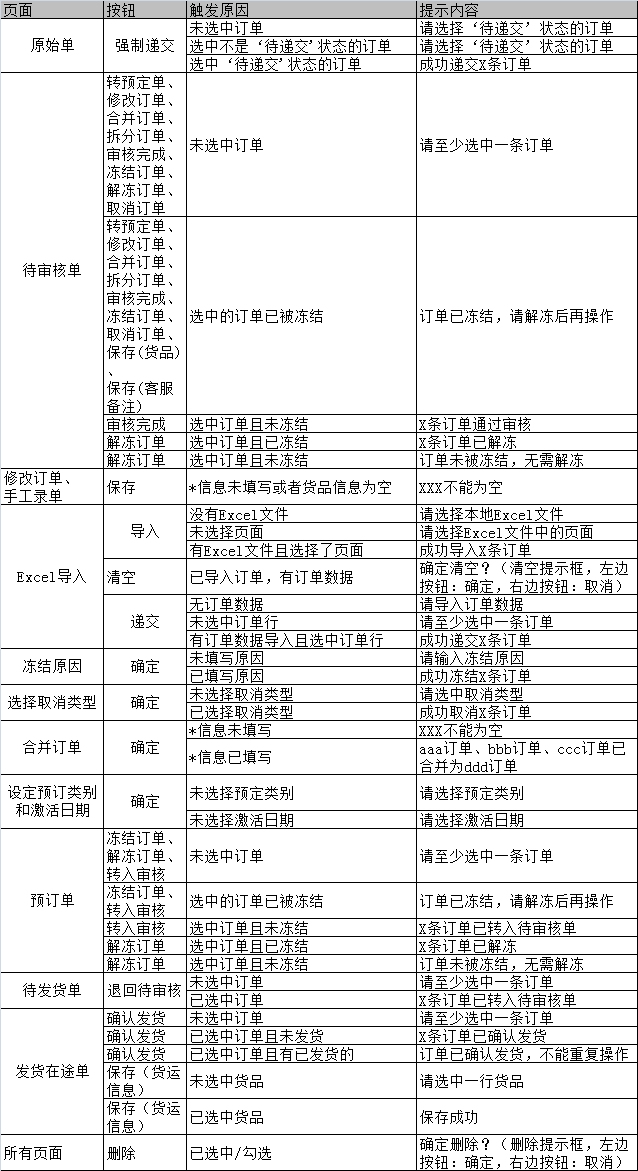 页面 按钮 触发原因 提示内容
原始单 强制递交 未选中订单 请选择‘待递交’状态的订单
选中不是‘待递交'状态的订单 请选择‘待递交’状态的订单
选中‘待递交'状态的订单 成功递交X条订单
待审核单
转预定单、
修改订单、
合并订单、
拆分订单、
审核完成、
冻结订单、
解冻订单、
取消订单
未选中订单 请至少选中一条订单
转预定单、
修改订单、
合并订单、
拆分订单、
审核完成、
冻结订单、
取消订单、
保存(货品)
、
保存(客服
备注)
选中的订单已被冻结 订单已冻结，请解冻后再操作
审核完成 选中订单且未冻结 X条订单通过审核
解冻订单 选中订单且已冻结 X条订单已解冻
解冻订单 选中订单且未冻结 订单未被冻结，无需解冻
修改订单、
手工录单
保存 *信息未填写或者货品信息为空 XXX不能为空
Excel导入
导入 没有Excel文件 请选择本地Excel文件
未选择页面 请选择Excel文件中的页面
有Excel文件且选择了页面 成功导入X条订单
清空 已导入订单，有订单数据 确定清空？（清空提示框，左边
按钮：确定，右边按钮：取消）
递交 无订单数据 请导入订单数据
未选中订单行 请至少选中一条订单
有订单数据导入且选中订单行 成功递交X条订单
冻结原因 确定 未填写原因 请输入冻结原因
已填写原因 成功冻结X条订单
选择取消类型 确定 未选择取消类型 请选中取消类型
已选择取消类型 成功取消X条订单
合并订单 确定 *信息未填写 XXX不能为空
*信息已填写 aaa订单、bbb订单、ccc订单已
合并为ddd订单
设定预订类别
和激活日期
确定 未选择预定类别 请选择预定类别
未选择激活日期 请选择激活日期
预订单
冻结订单、
解冻订单、
转入审核
未选中订单 请至少选中一条订单
冻结订单、
转入审核
选中的订单已被冻结 订单已冻结，请解冻后再操作
转入审核 选中订单且未冻结 X条订单已转入待审核单
解冻订单 选中订单且已冻结 X条订单已解冻
解冻订单 选中订单且未冻结 订单未被冻结，无需解冻
待发货单 退回待审核 未选中订单 请至少选中一条订单
已选中订单 X条订单已转入待审核单
发货在途单
确认发货 未选中订单 请至少选中一条订单
确认发货 已选中订单且未发货 X条订单已确认发货
确认发货 已选中订单且有已发货的 订单已确认发货，不能重复操作
保存（货运
信息）
未选中货品 请选中一行货品
保存（货运
信息）
已选中货品 保存成功
所有页面 删除 已选中/勾选 确定删除？（删除提示框，左边
按钮：确定，右边按钮：取消）